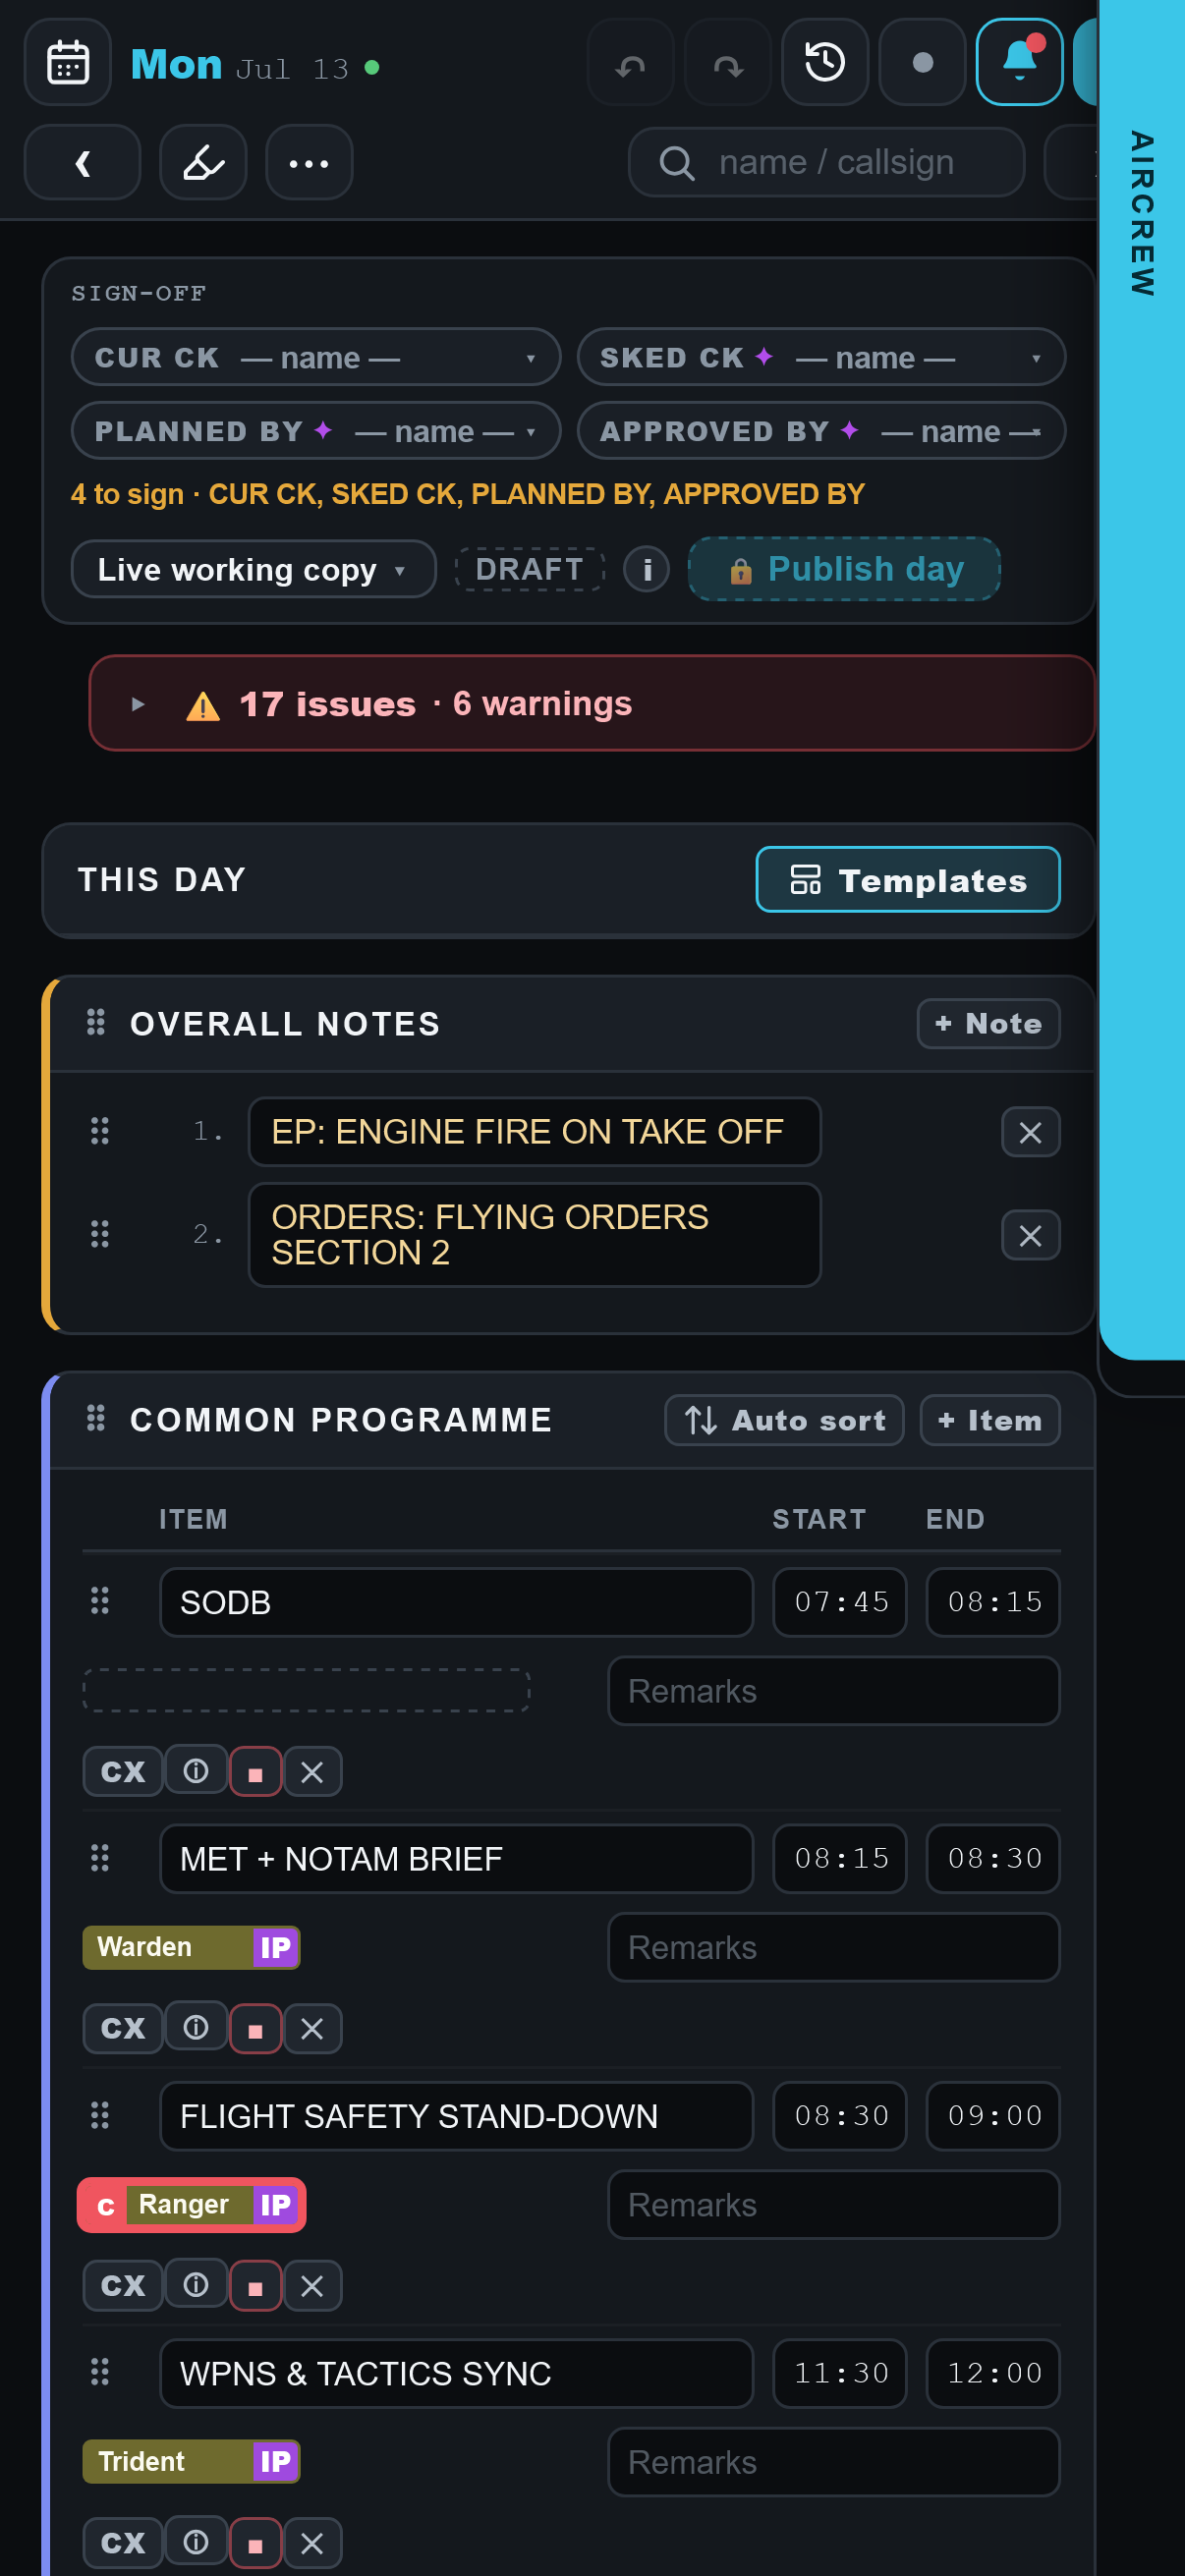 Mon Jul 13
name / callsign
AIRCREW
SIGN-OFF
CUR CK — name —
SKED CK — name —
PLANNED BY — name —
APPROVED BY — name —
4 to sign · CUR CK, SKED CK, PLANNED BY, APPROVED BY
Live working copy
DRAFT
i
Publish day
17 issues · 6 warnings
THIS DAY
Templates
OVERALL NOTES
+ Note
1. EP: ENGINE FIRE ON TAKE OFF
2. ORDERS: FLYING ORDERS
SECTION 2
COMMON PROGRAMME
Auto sort
+ Item
ITEM START END
SODB 07:45 08:15
Remarks
CX
MET + NOTAM BRIEF 08:15 08:30
Warden IP
Remarks
CX
FLIGHT SAFETY STAND-DOWN 08:30 09:00
C Ranger IP
Remarks
CX
WPNS & TACTICS SYNC 11:30 12:00
Trident IP
Remarks
CX